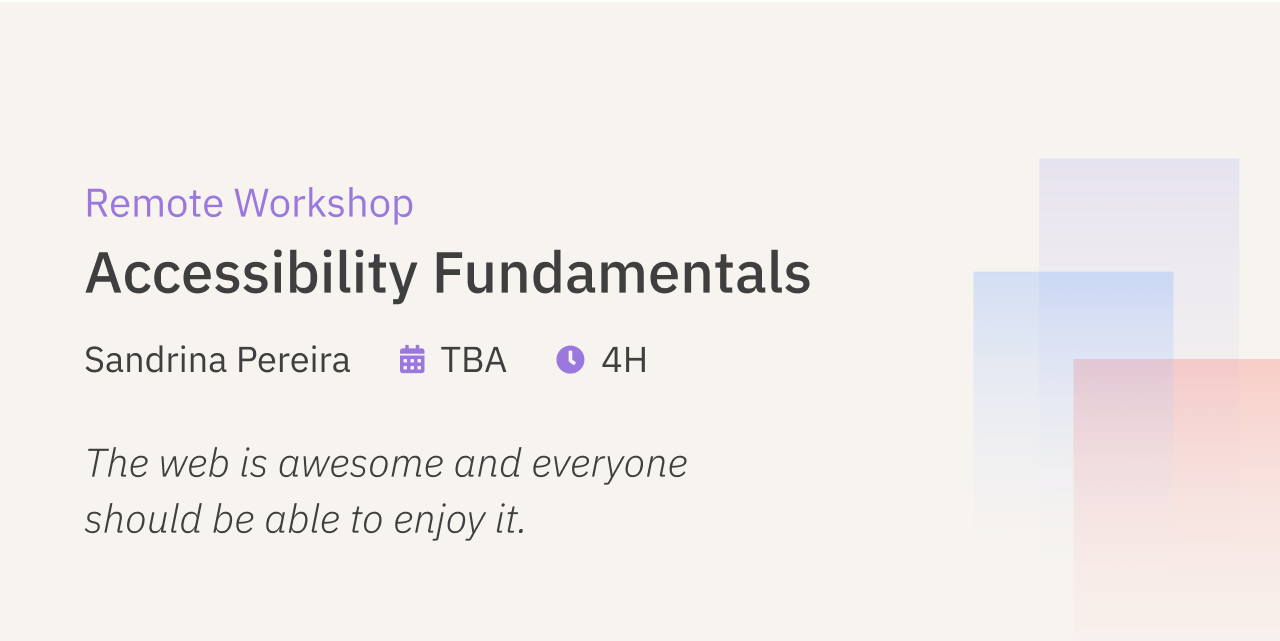 Remote Workshop
Accessibility Fundamentals
Sandrina Pereira TBA 4H
The web is awesome and everyone
should be able to enjoy it.